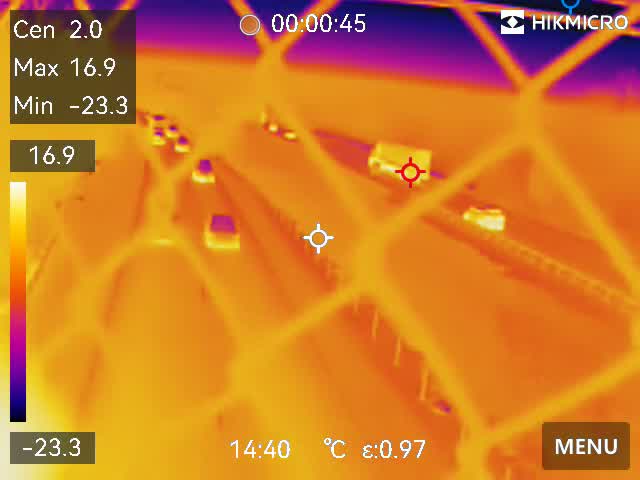 Cen 2.0
00:00:45
HIKMICRO
Max 16.9
Min -23.3
16.9
-23.3
14:40 ℃ ε:0.97
MENU